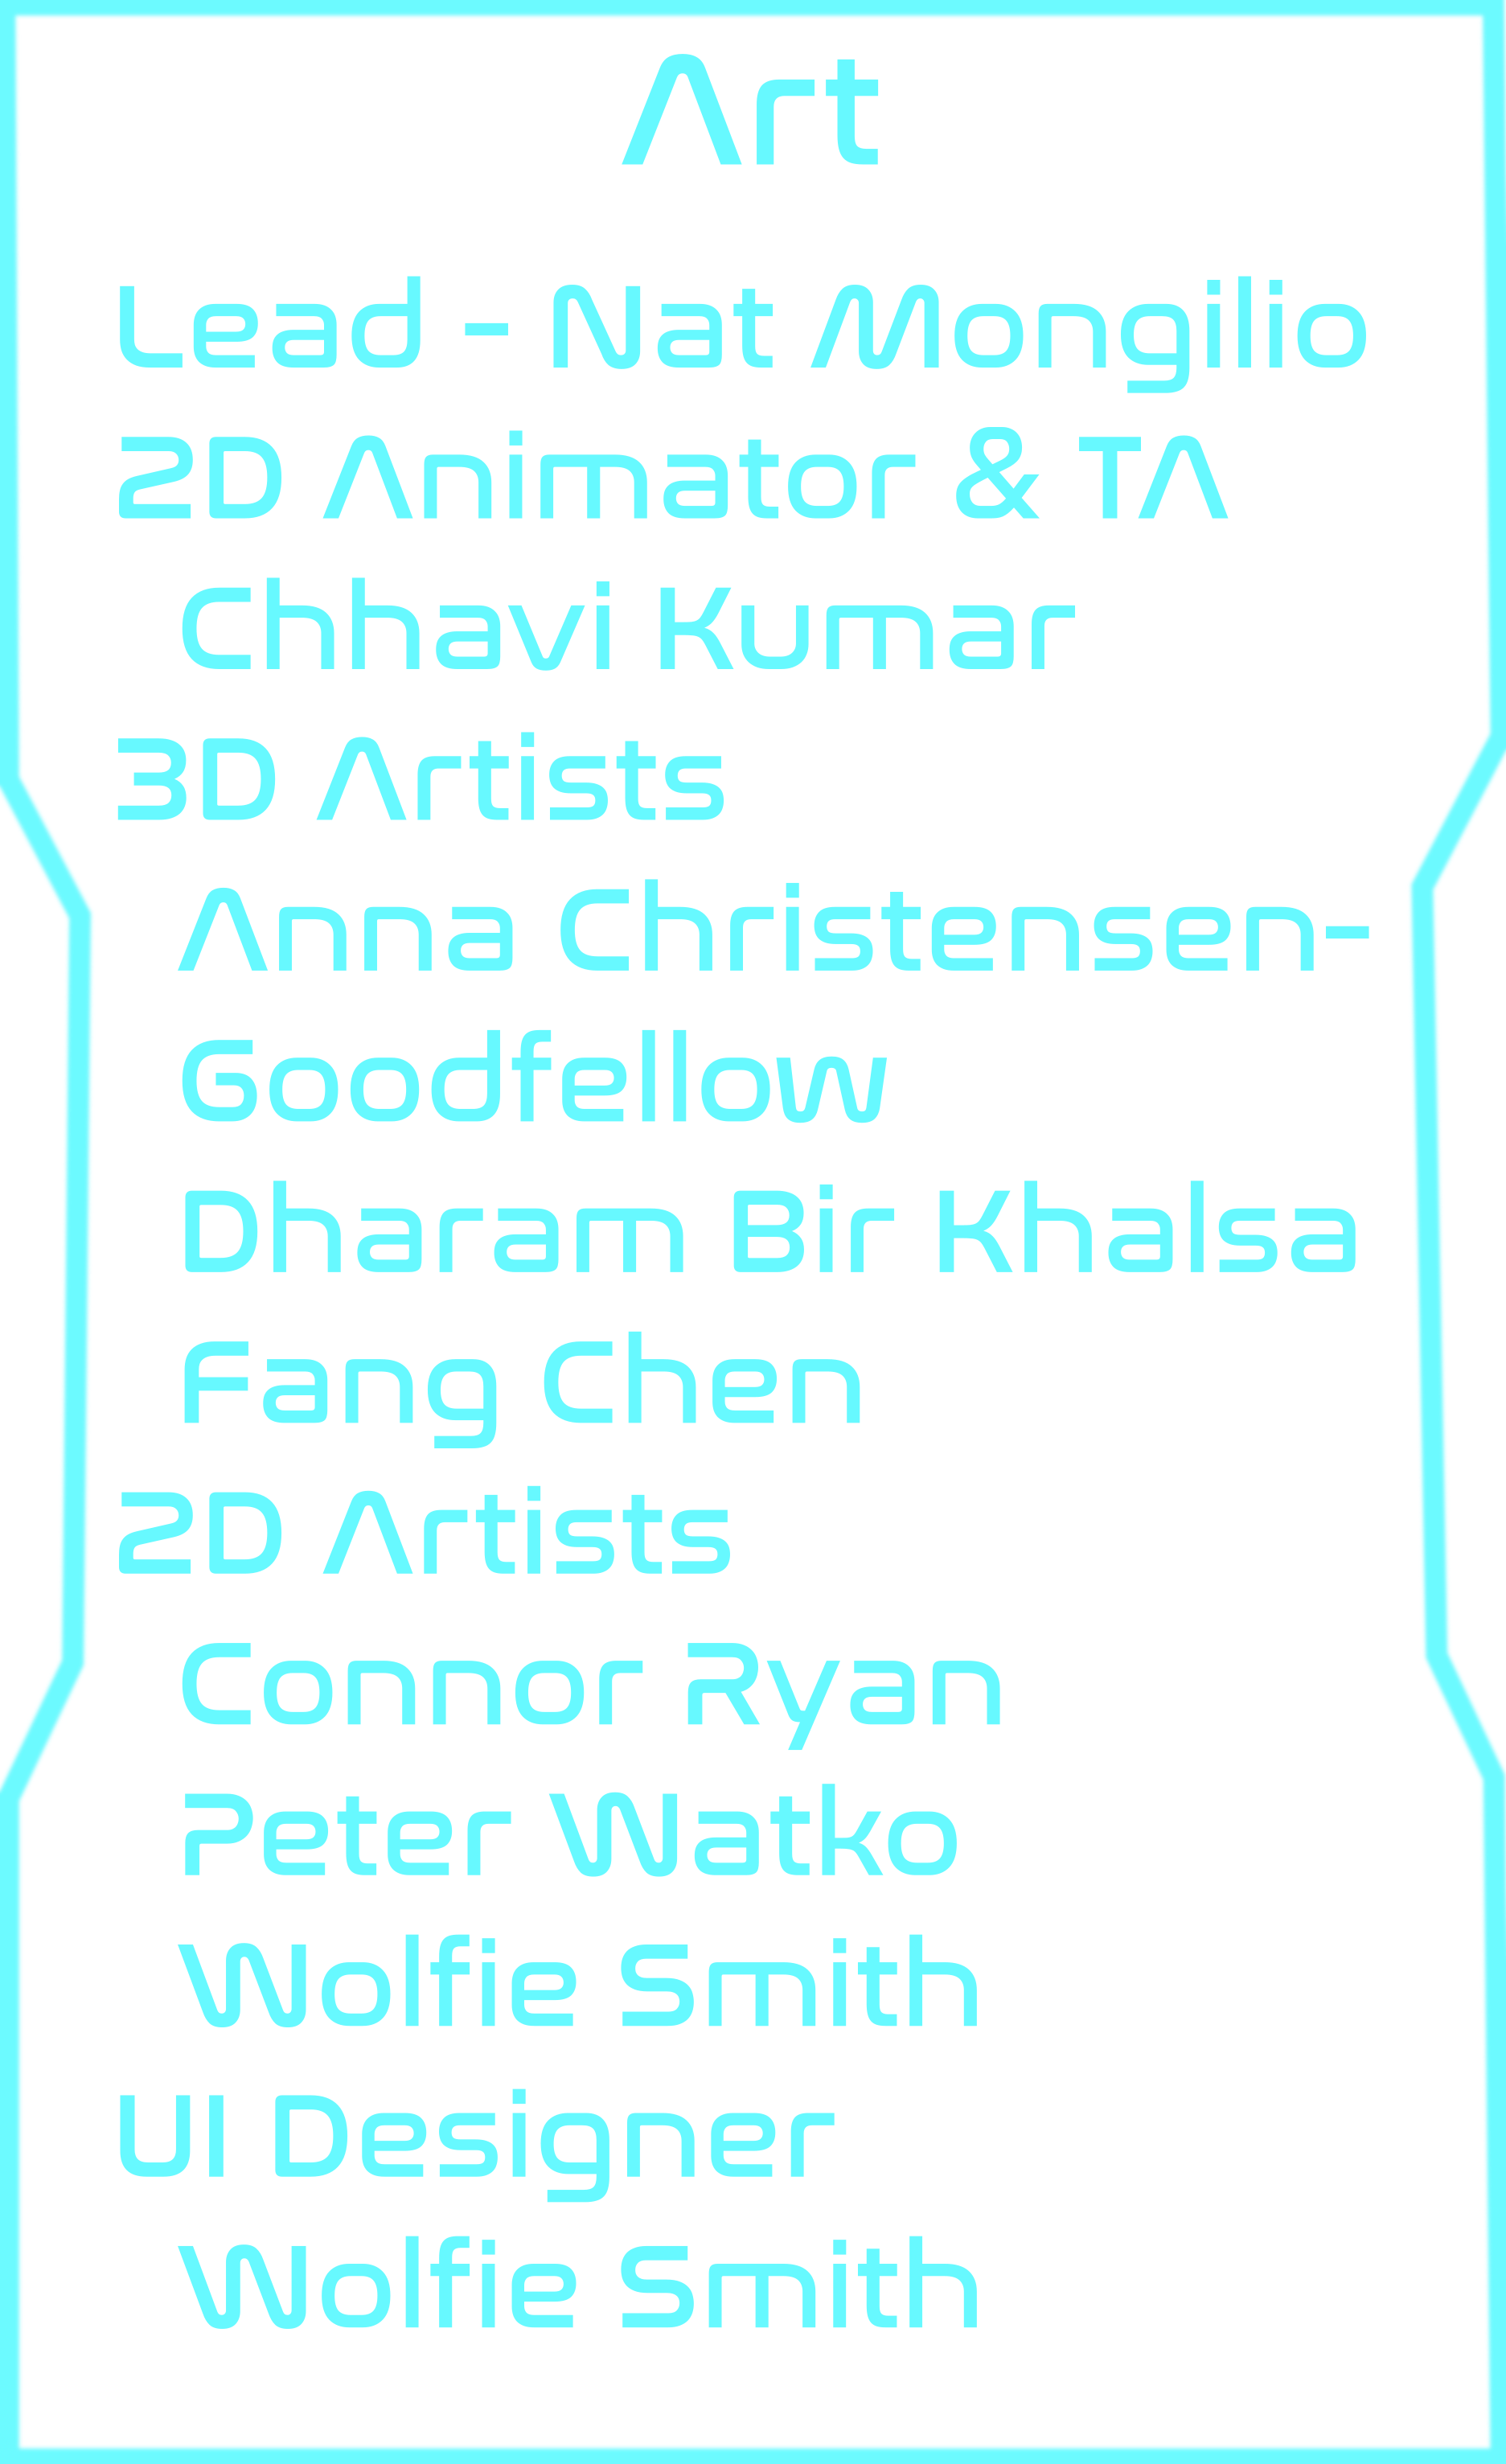 Art
Lead - Nat Mongilio
2D Animator & TA
Chhavi Kumar
3D Artists
Anna Christensen-
Goodfellow
Dharam Bir Khalsa
Fang Chen
2D Artists
Connor Ryan
Peter Watko
Wolfie Smith
UI Designer
Wolfie Smith